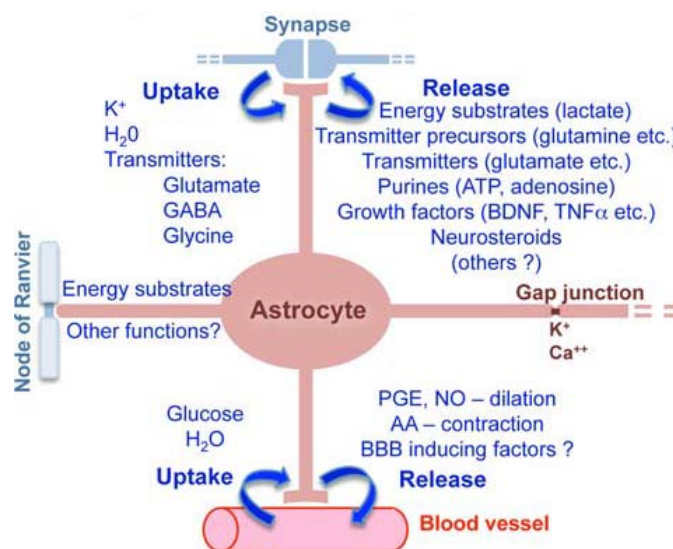 Synapse
Uptake
K⁺
H₂0
Transmitters:
Glutamate
GABA
Glycine
Release
Energy substrates (lactate)
Transmitter precursors (glutamine etc.)
Transmitters (glutamate etc.)
Purines (ATP, adenosine)
Growth factors (BDNF, TNFα etc.)
Neurosteroids
(others ?)
Node of Ranvier
Energy substrates
Other functions?
Astrocyte
Gap junction
K⁺
Ca⁺⁺
Glucose
H₂O
Uptake
PGE, NO – dilation
AA – contraction
BBB inducing factors ?
Release
Blood vessel